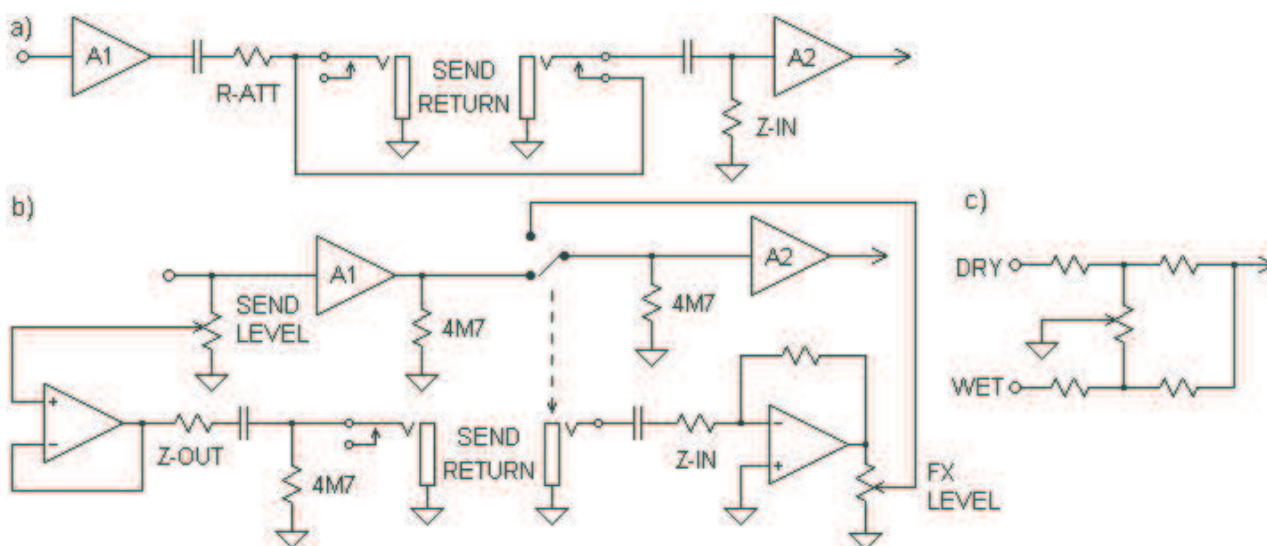 a)
A1
R-ATT
SEND
RETURN
Z-IN
A2
b)
A1
SEND
LEVEL
4M7
4M7
A2
c)
DRY
WET
+
-
Z-OUT
4M7
SEND
RETURN
Z-IN
-
+
FX
LEVEL